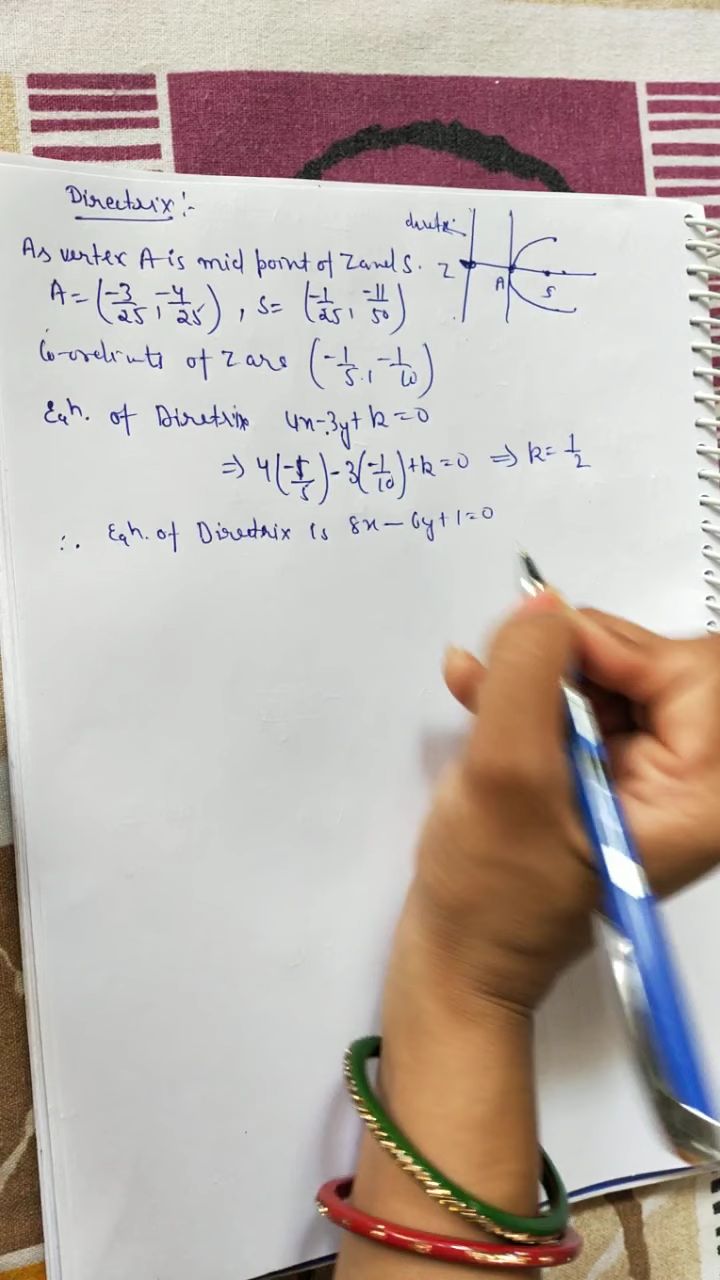 Directrix :-
As vertex A is mid point of Z and S.
A = (-3/25, -4/25), S = (-1/25, -11/50)
Co-ordinates of Z are (-1/5, -1/10)
Eqn. of Diretrix 4x-3y+k=0
⇒ 4(-1/5)-3(-1/10)+k=0 ⇒ k=1/2
∴ Eqn. of Directrix is 8x-6y+1=0
Z
A
S